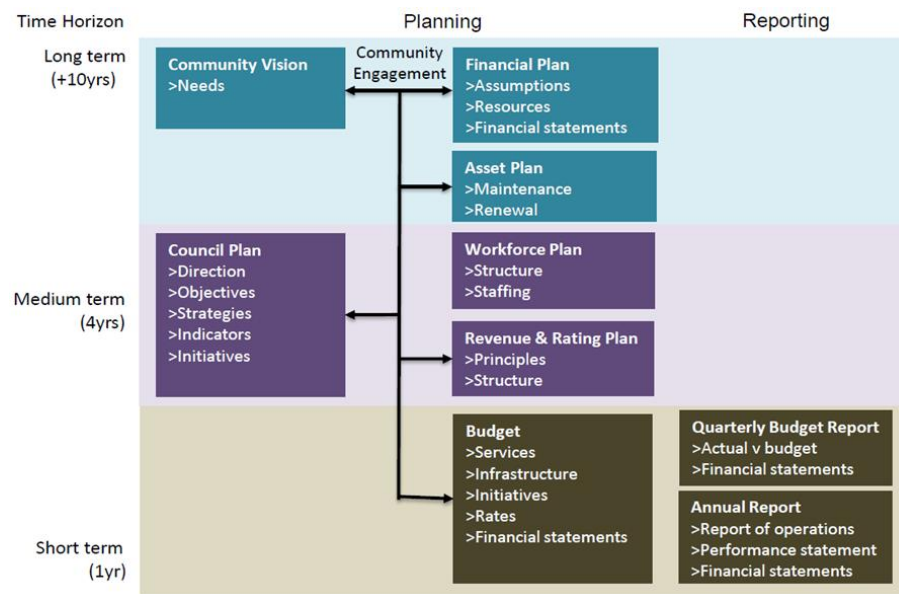 Time Horizon
Planning
Reporting
Long term
(+10yrs)
Community Vision
>Needs
Community
Engagement
Financial Plan
>Assumptions
>Resources
>Financial statements
Asset Plan
>Maintenance
>Renewal
Medium term
(4yrs)
Council Plan
>Direction
>Objectives
>Strategies
>Indicators
>Initiatives
Workforce Plan
>Structure
>Staffing
Revenue & Rating Plan
>Principles
>Structure
Short term
(1yr)
Budget
>Services
>Infrastructure
>Initiatives
>Rates
>Financial statements
Quarterly Budget Report
>Actual v budget
>Financial statements
Annual Report
>Report of operations
>Performance statement
>Financial statements